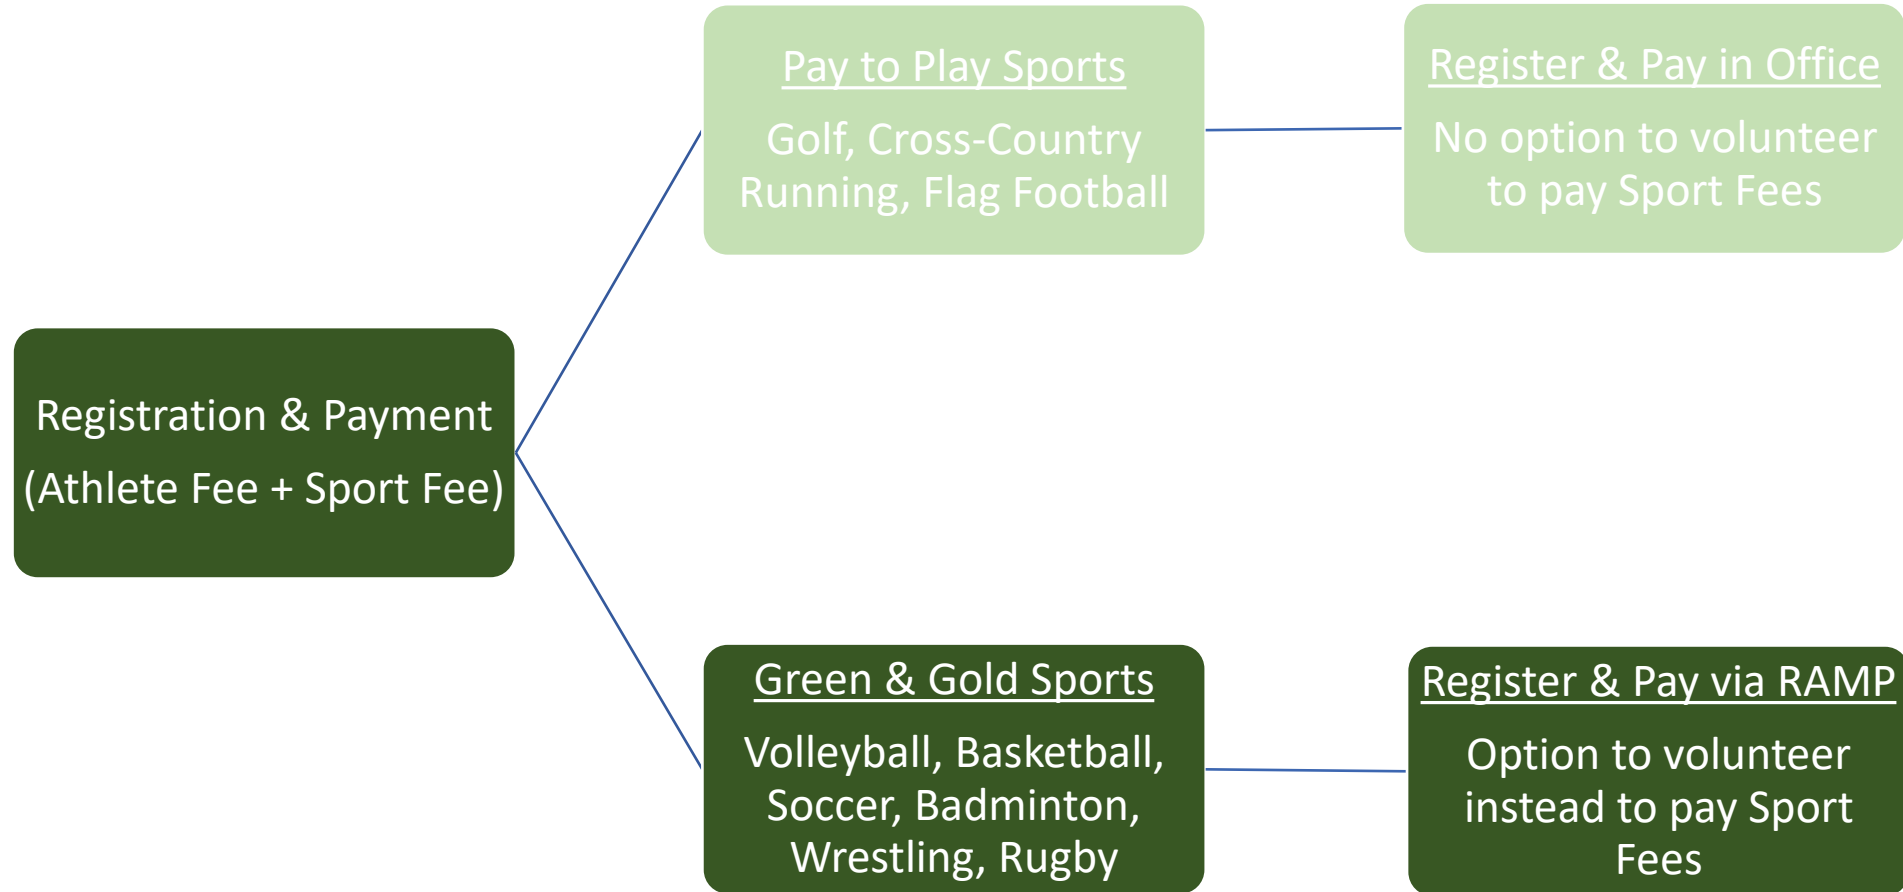 Pay to Play Sports
Golf, Cross-Country
Running, Flag Football
Register & Pay in Office
No option to volunteer
to pay Sport Fees
Registration & Payment
(Athlete Fee + Sport Fee)
Green & Gold Sports
Volleyball, Basketball,
Soccer, Badminton,
Wrestling, Rugby
Register & Pay via RAMP
Option to volunteer
instead to pay Sport
Fees